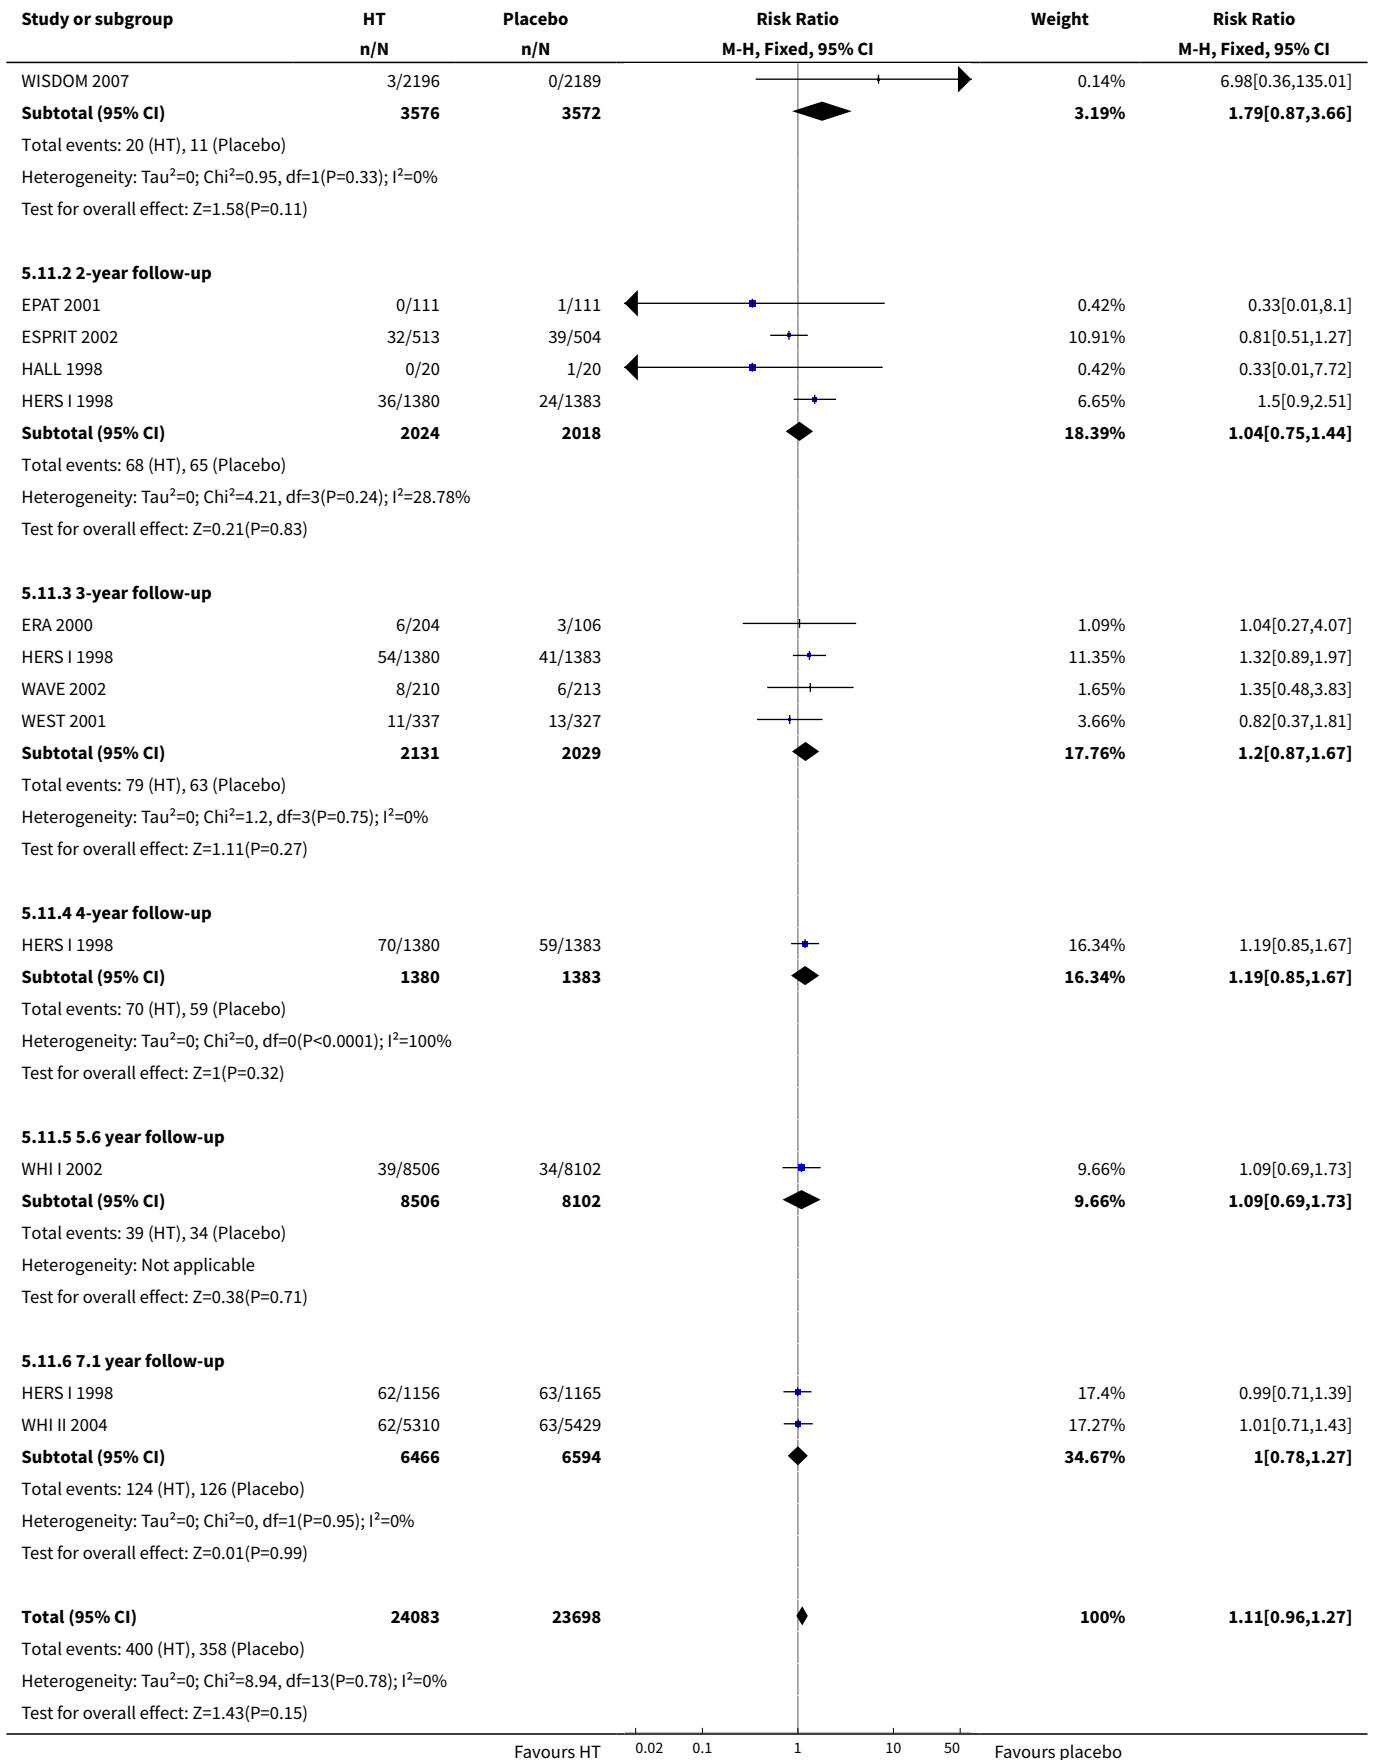 Study or subgroup HT Placebo Risk Ratio Weight Risk Ratio
n/N n/N M-H, Fixed, 95% CI M-H, Fixed, 95% CI
WISDOM 2007 3/2196 0/2189 0.14% 6.98[0.36,135.01]
Subtotal (95% CI) 3576 3572 3.19% 1.79[0.87,3.66]
Total events: 20 (HT), 11 (Placebo)
Heterogeneity: Tau²=0; Chi²=0.95, df=1(P=0.33); I²=0%
Test for overall effect: Z=1.58(P=0.11)
5.11.2 2-year follow-up
EPAT 2001 0/111 1/111 0.42% 0.33[0.01,8.1]
ESPRIT 2002 32/513 39/504 10.91% 0.81[0.51,1.27]
HALL 1998 0/20 1/20 0.42% 0.33[0.01,7.72]
HERS I 1998 36/1380 24/1383 6.65% 1.5[0.9,2.51]
Subtotal (95% CI) 2024 2018 18.39% 1.04[0.75,1.44]
Total events: 68 (HT), 65 (Placebo)
Heterogeneity: Tau²=0; Chi²=4.21, df=3(P=0.24); I²=28.78%
Test for overall effect: Z=0.21(P=0.83)
5.11.3 3-year follow-up
ERA 2000 6/204 3/106 1.09% 1.04[0.27,4.07]
HERS I 1998 54/1380 41/1383 11.35% 1.32[0.89,1.97]
WAVE 2002 8/210 6/213 1.65% 1.35[0.48,3.83]
WEST 2001 11/337 13/327 3.66% 0.82[0.37,1.81]
Subtotal (95% CI) 2131 2029 17.76% 1.2[0.87,1.67]
Total events: 79 (HT), 63 (Placebo)
Heterogeneity: Tau²=0; Chi²=1.2, df=3(P=0.75); I²=0%
Test for overall effect: Z=1.11(P=0.27)
5.11.4 4-year follow-up
HERS I 1998 70/1380 59/1383 16.34% 1.19[0.85,1.67]
Subtotal (95% CI) 1380 1383 16.34% 1.19[0.85,1.67]
Total events: 70 (HT), 59 (Placebo)
Heterogeneity: Tau²=0; Chi²=0, df=0(P<0.0001); I²=100%
Test for overall effect: Z=1(P=0.32)
5.11.5 5.6 year follow-up
WHI I 2002 39/8506 34/8102 9.66% 1.09[0.69,1.73]
Subtotal (95% CI) 8506 8102 9.66% 1.09[0.69,1.73]
Total events: 39 (HT), 34 (Placebo)
Heterogeneity: Not applicable
Test for overall effect: Z=0.38(P=0.71)
5.11.6 7.1 year follow-up
HERS I 1998 62/1156 63/1165 17.4% 0.99[0.71,1.39]
WHI II 2004 62/5310 63/5429 17.27% 1.01[0.71,1.43]
Subtotal (95% CI) 6466 6594 34.67% 1[0.78,1.27]
Total events: 124 (HT), 126 (Placebo)
Heterogeneity: Tau²=0; Chi²=0, df=1(P=0.95); I²=0%
Test for overall effect: Z=0.01(P=0.99)
Total (95% CI) 24083 23698 100% 1.11[0.96,1.27]
Total events: 400 (HT), 358 (Placebo)
Heterogeneity: Tau²=0; Chi²=8.94, df=13(P=0.78); I²=0%
Test for overall effect: Z=1.43(P=0.15)
Favours HT 0.02 0.1 1 10 50 Favours placebo